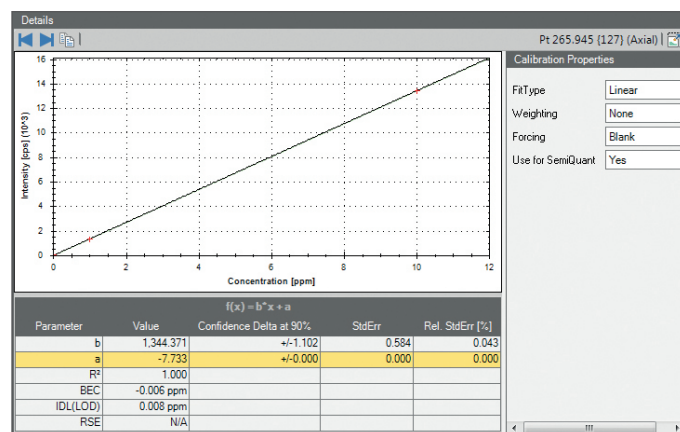 Details
Pt 265.945 {127} (Axial)
Calibration Properties
FitType Linear
Weighting None
Forcing Blank
Use for SemiQuant Yes
Intensity [cps] (10^3)
16
14
12
10
8
6
4
2
0
0 2 4 6 8 10 12
Concentration [ppm]
f(x) = b*x + a
Parameter Value Confidence Delta at 90% StdErr Rel. StdErr [%]
b 1,344.371 +/-1.102 0.584 0.043
a -7.733 +/-0.000 0.000 0.000
R² 1.000
BEC -0.006 ppm
IDL(LOD) 0.008 ppm
RSE N/A